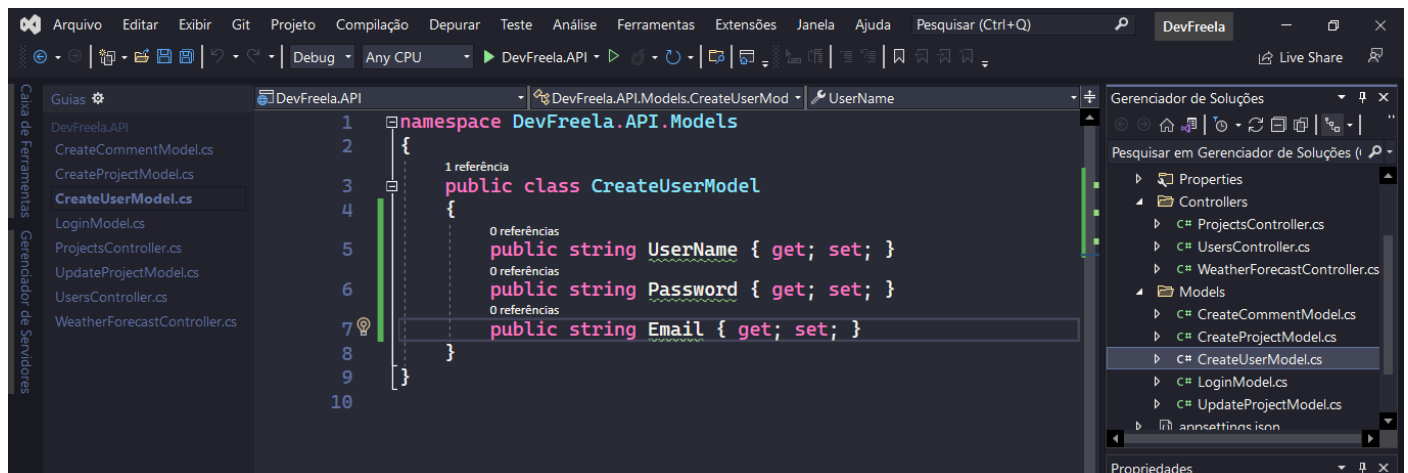 Arquivo Editar Exibir Git Projeto Compilação Depurar Teste Análise Ferramentas Extensões Janela Ajuda Pesquisar (Ctrl+Q) DevFreela
Debug Any CPU DevFreela.API Live Share
Caixa de Ferramentas
Gerenciador de Servidores
Guias
DevFreela.API
CreateCommentModel.cs
CreateProjectModel.cs
CreateUserModel.cs
LoginModel.cs
ProjectsController.cs
UpdateProjectModel.cs
UsersController.cs
WeatherForecastController.cs
DevFreela.API DevFreela.API.Models.CreateUserMod UserName
1 namespace DevFreela.API.Models
2 {
1 referência
3 public class CreateUserModel
4 {
0 referências
5 public string UserName { get; set; }
0 referências
6 public string Password { get; set; }
0 referências
7 public string Email { get; set; }
8 }
9 }
10
Gerenciador de Soluções
Pesquisar em Gerenciador de Soluções (
Properties
Controllers
C# ProjectsController.cs
C# UsersController.cs
C# WeatherForecastController.cs
Models
C# CreateCommentModel.cs
C# CreateProjectModel.cs
C# CreateUserModel.cs
C# LoginModel.cs
C# UpdateProjectModel.cs
appsettings.json
Propriedades